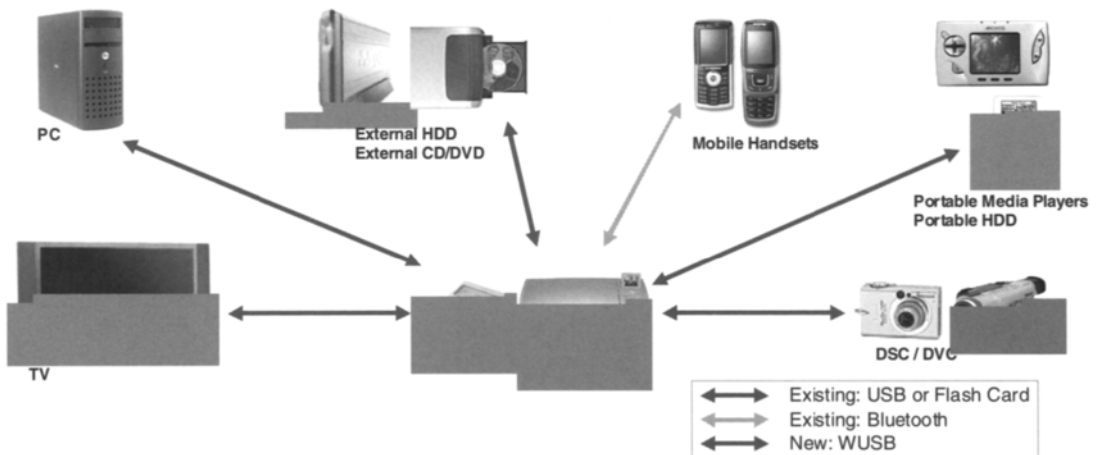 PC
External HDD
External CD/DVD
Mobile Handsets
Portable Media Players
Portable HDD
TV
DSC / DVC
Existing: USB or Flash Card
Existing: Bluetooth
New: WUSB